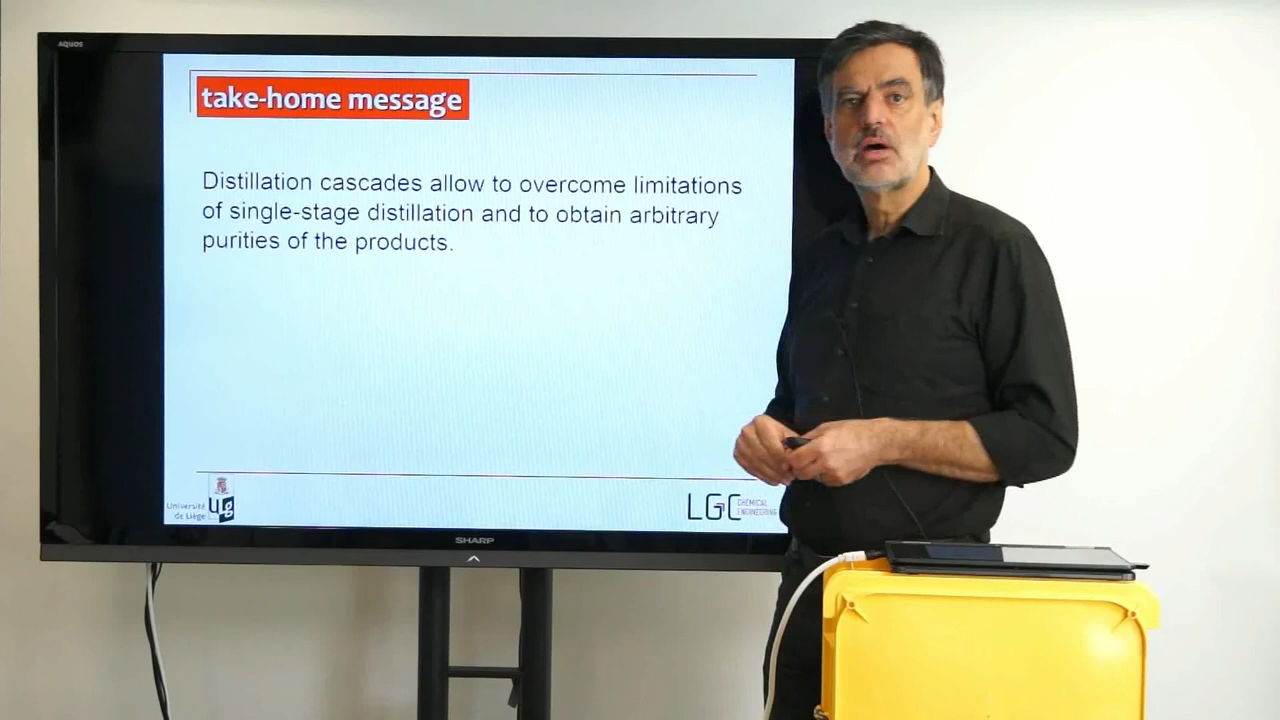 AQUOS
take-home message
Distillation cascades allow to overcome limitations
of single-stage distillation and to obtain arbitrary
purities of the products.
Université
de Liège
LGC
CHEMICAL
ENGINEERING
SHARP